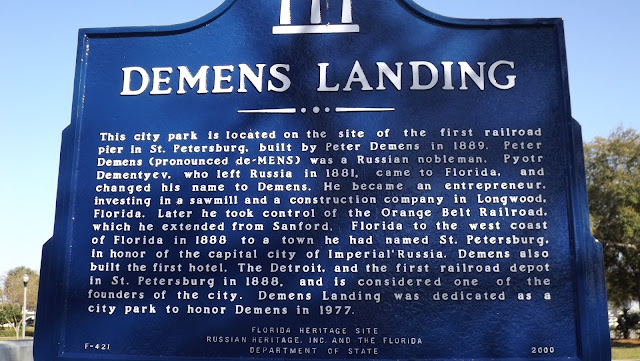 DEMENS LANDING
This city park is located on the site of the first railroad
pier in St. Petersburg, built by Peter Demens in 1889. Peter
Demens (pronounced de-MENS) was a Russian nobleman, Pyotr
Dementyev, who left Russia in 1881, came to Florida, and
changed his name to Demens. He became an entrepreneur,
investing in a sawmill and a construction company in Longwood,
Florida. Later he took control of the Orange Belt Railroad,
which he extended from Sanford, Florida to the west coast
of Florida in 1888 to a town he had named St. Petersburg,
in honor of the capital city of Imperial Russia. Demens also
built the first hotel, The Detroit, and the first railroad depot
in St. Petersburg in 1888, and is considered one of the
founders of the city. Demens Landing was dedicated as a
city park to honor Demens in 1977.
FLORIDA HERITAGE SITE
RUSSIAN HERITAGE, INC. AND THE FLORIDA
F-421 DEPARTMENT OF STATE 2000